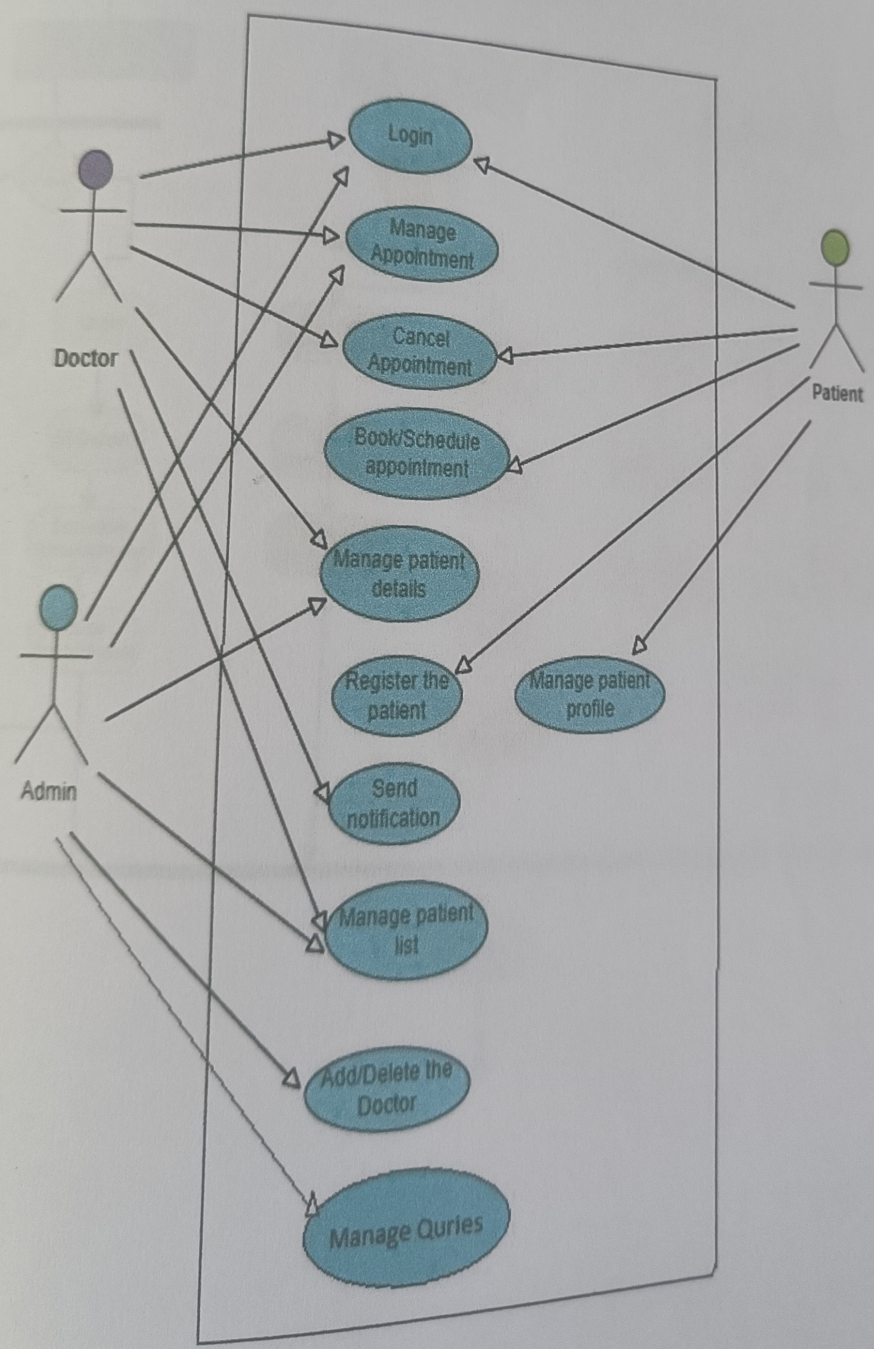 Login
Manage
Appointment
Doctor
Cancel
Appointment
Patient
Book/Schedule
appointment
Manage patient
details
Register the
patient
Manage patient
profile
Admin
Send
notification
Manage patient
list
Add/Delete the
Doctor
Manage Quries